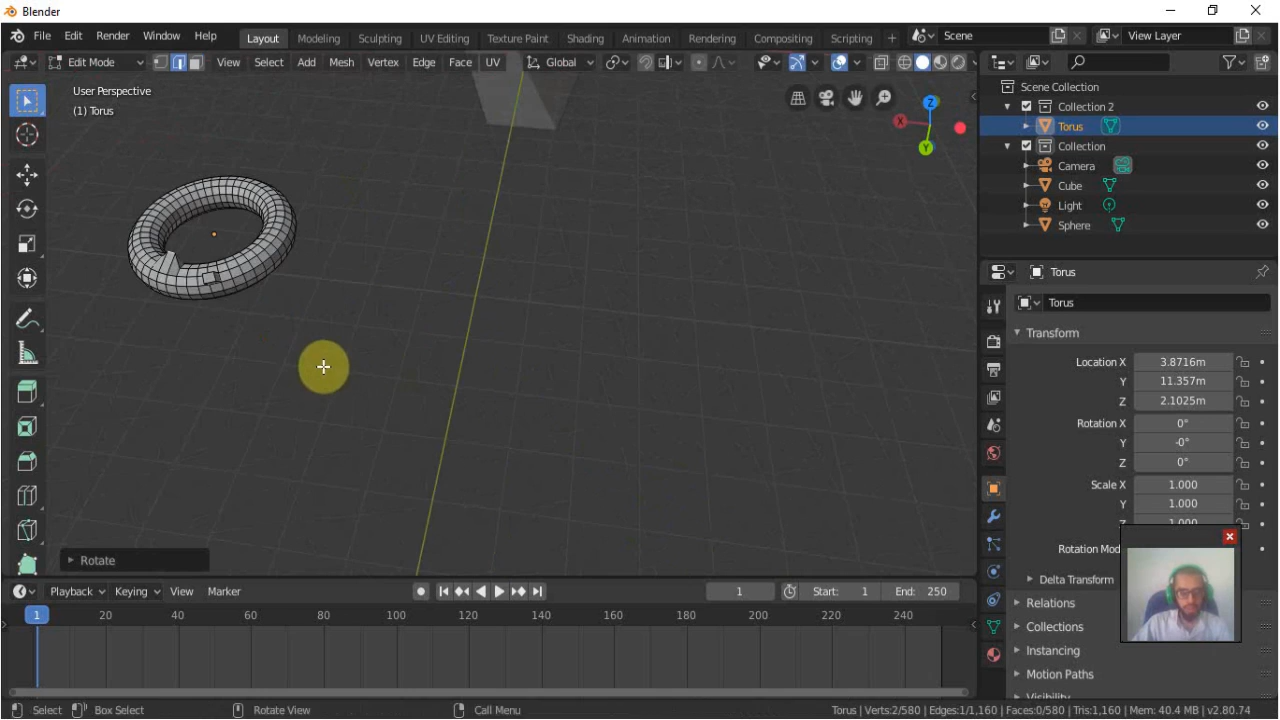 Blender
File Edit Render Window Help
Layout Modeling Sculpting UV Editing Texture Paint Shading Animation Rendering Compositing Scripting + Scene View Layer
Edit Mode View Select Add Mesh Vertex Edge Face UV Global
User Perspective
(1) Torus
Z
X
Y
Scene Collection
Collection 2
Torus
Collection
Camera
Cube
Light
Sphere
Torus
Torus
Transform
Location X 3.8716m
Y 11.357m
Z 2.1025m
Rotation X 0°
Y -0°
Z 0°
Scale X 1.000
Y 1.000
Z 1.000
Rotation Mod
Delta Transform
Relations
Collections
Instancing
Motion Paths
Visibility
Rotate
Playback Keying View Marker 1 Start: 1 End: 250
1 20 40 60 80 100 120 140 160 180 200 220 240
Select Box Select Rotate View Call Menu Torus | Verts:2/580 | Edges:1/1,160 | Faces:0/580 | Tris:1,160 | Mem: 40.4 MB | v2.80.74